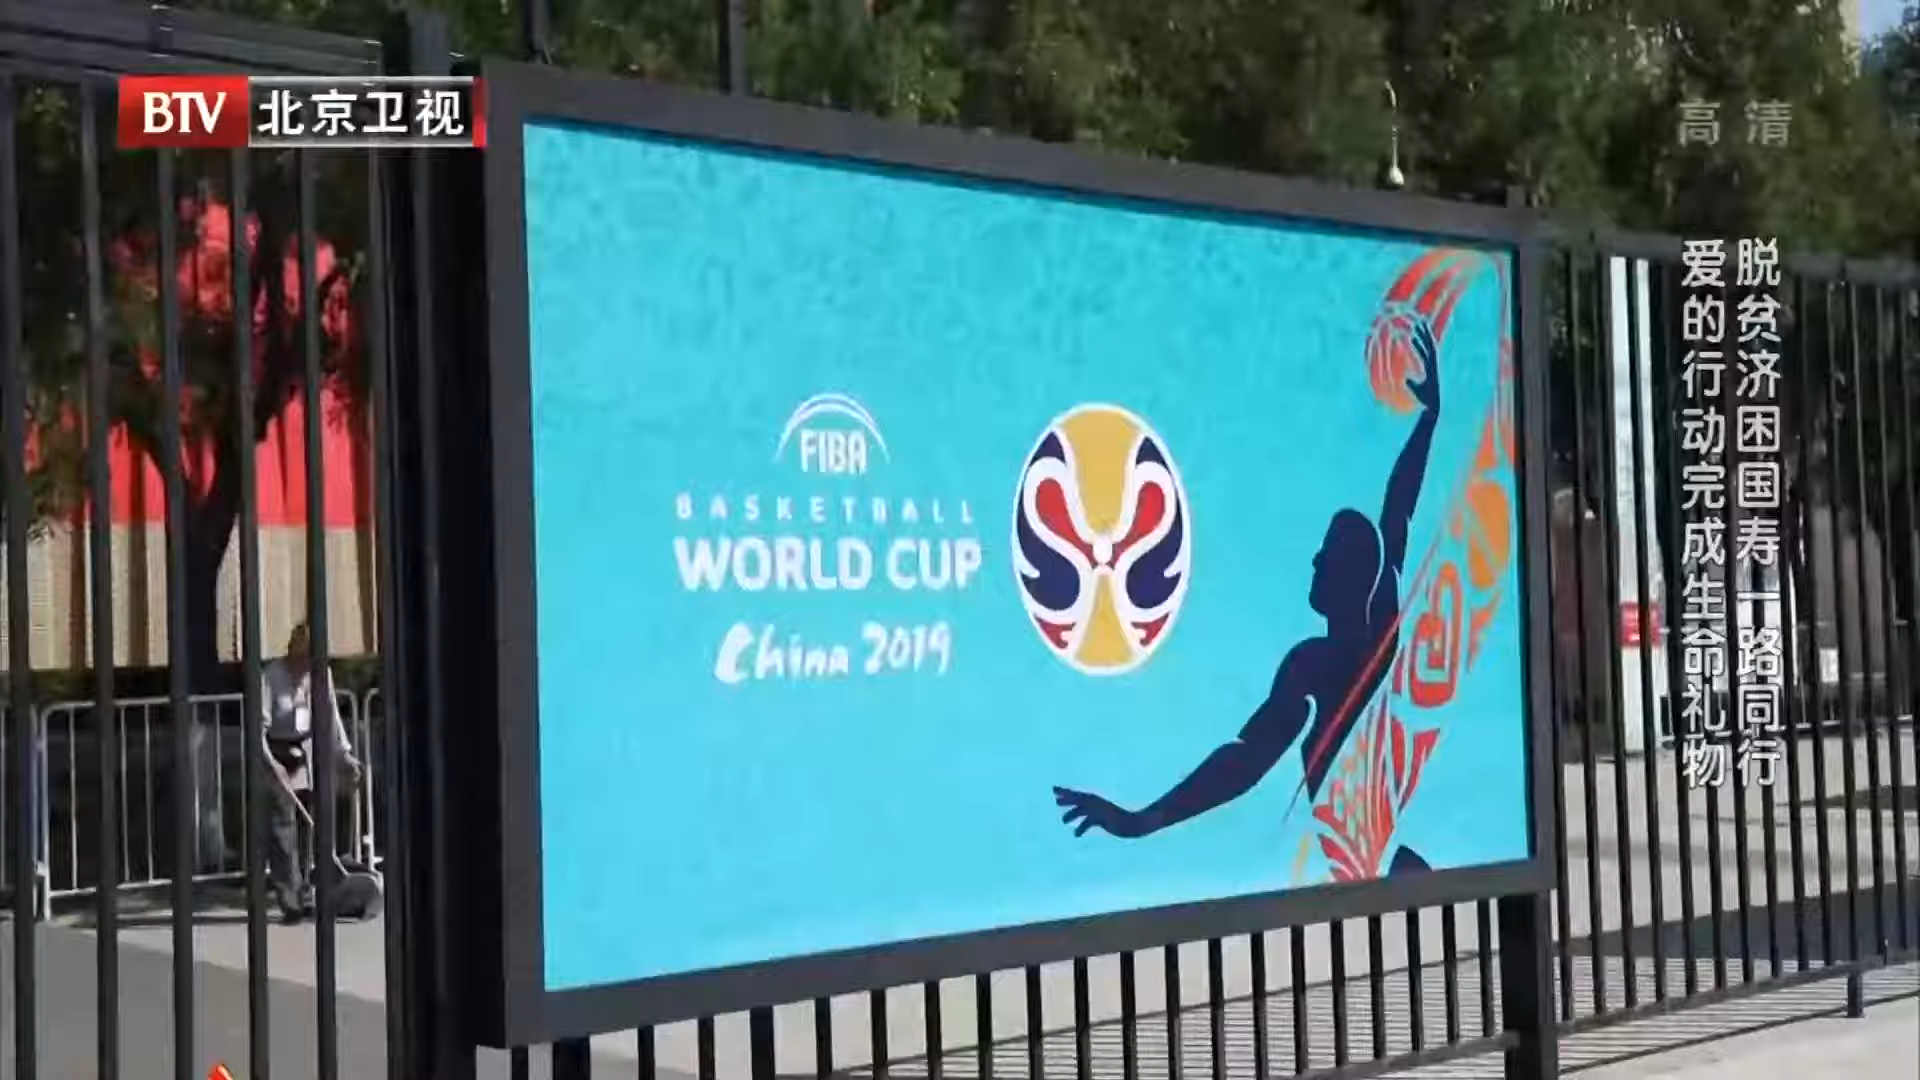 BTV 北京卫视
高清
脱贫济困国寿一路同行
爱的行动完成生命礼物
FIBA
BASKETBALL
WORLD CUP
China 2019